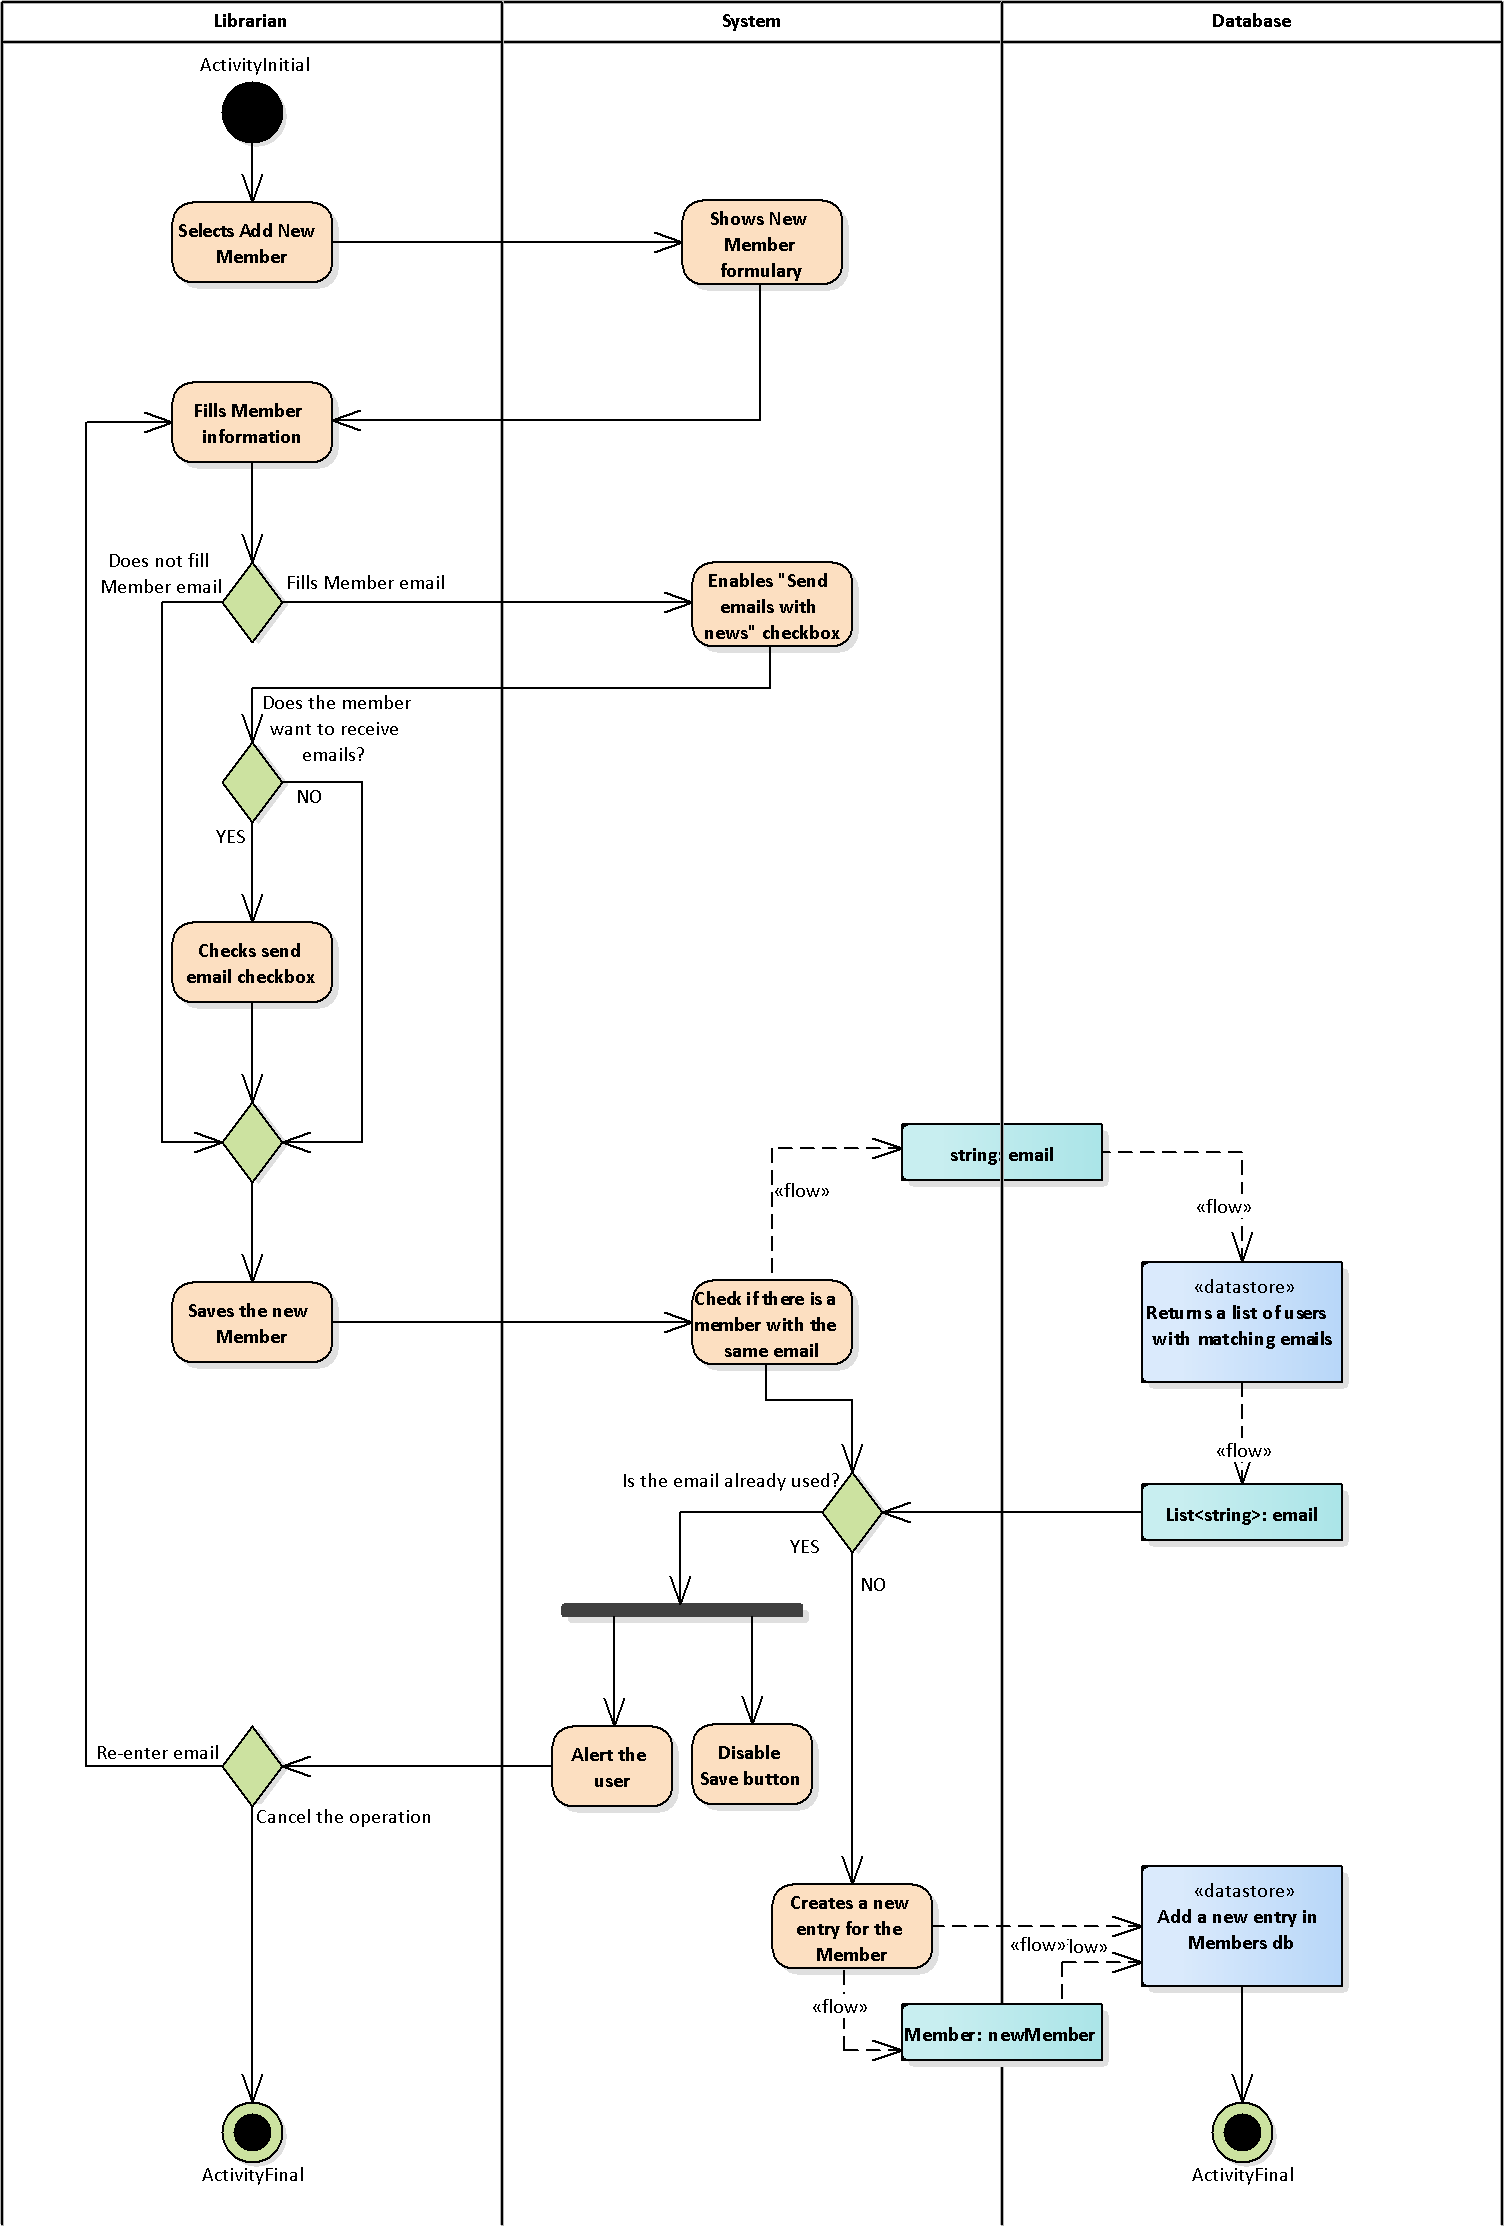 Librarian
System
Database
ActivityInitial
Selects Add New
Member
Shows New
Member
formulary
Fills Member
information
Does not fill
Member email
Fills Member email
Enables "Send
emails with
news" checkbox
Does the member
want to receive
emails?
NO
YES
Checks send
email checkbox
string: email
«flow»
«flow»
Saves the new
Member
Check if there is a
member with the
same email
«datastore»
Returns a list of users
with matching emails
«flow»
Is the email already used?
List<string>: email
YES
NO
Re-enter email
Alert the
user
Disable
Save button
Cancel the operation
Creates a new
entry for the
Member
«datastore»
Add a new entry in
Members db
«flow»
low»
«flow»
Member: newMember
ActivityFinal
ActivityFinal